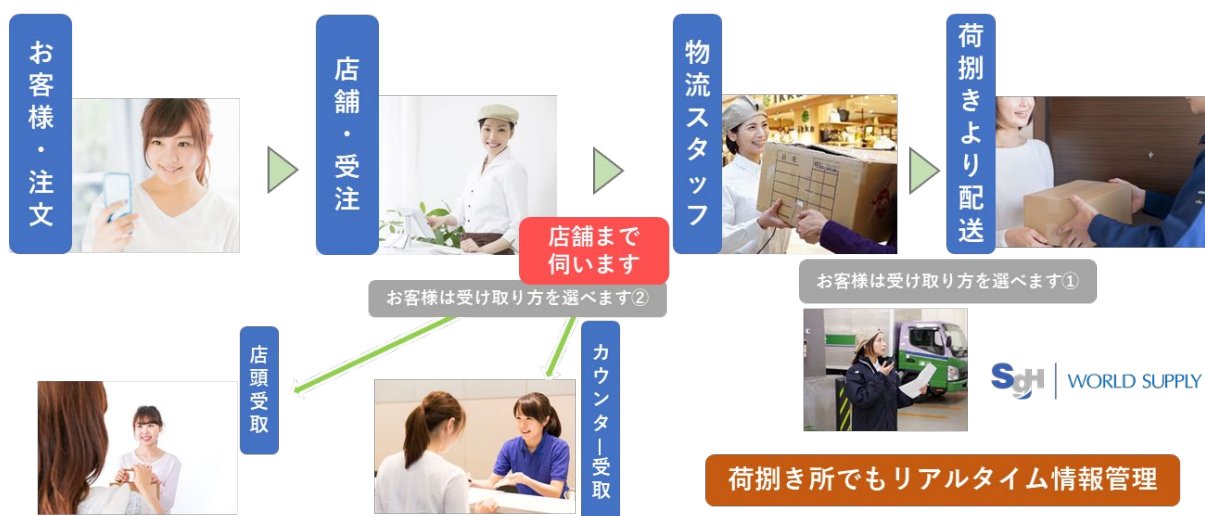 お客様・注文
店舗・受注
物流スタッフ
荷捌きより配送
店舗まで
伺います
お客様は受け取り方を選べます②
お客様は受け取り方を選べます①
店頭受取
カウンター受取
SgH WORLD SUPPLY
荷捌き所でもリアルタイム情報管理